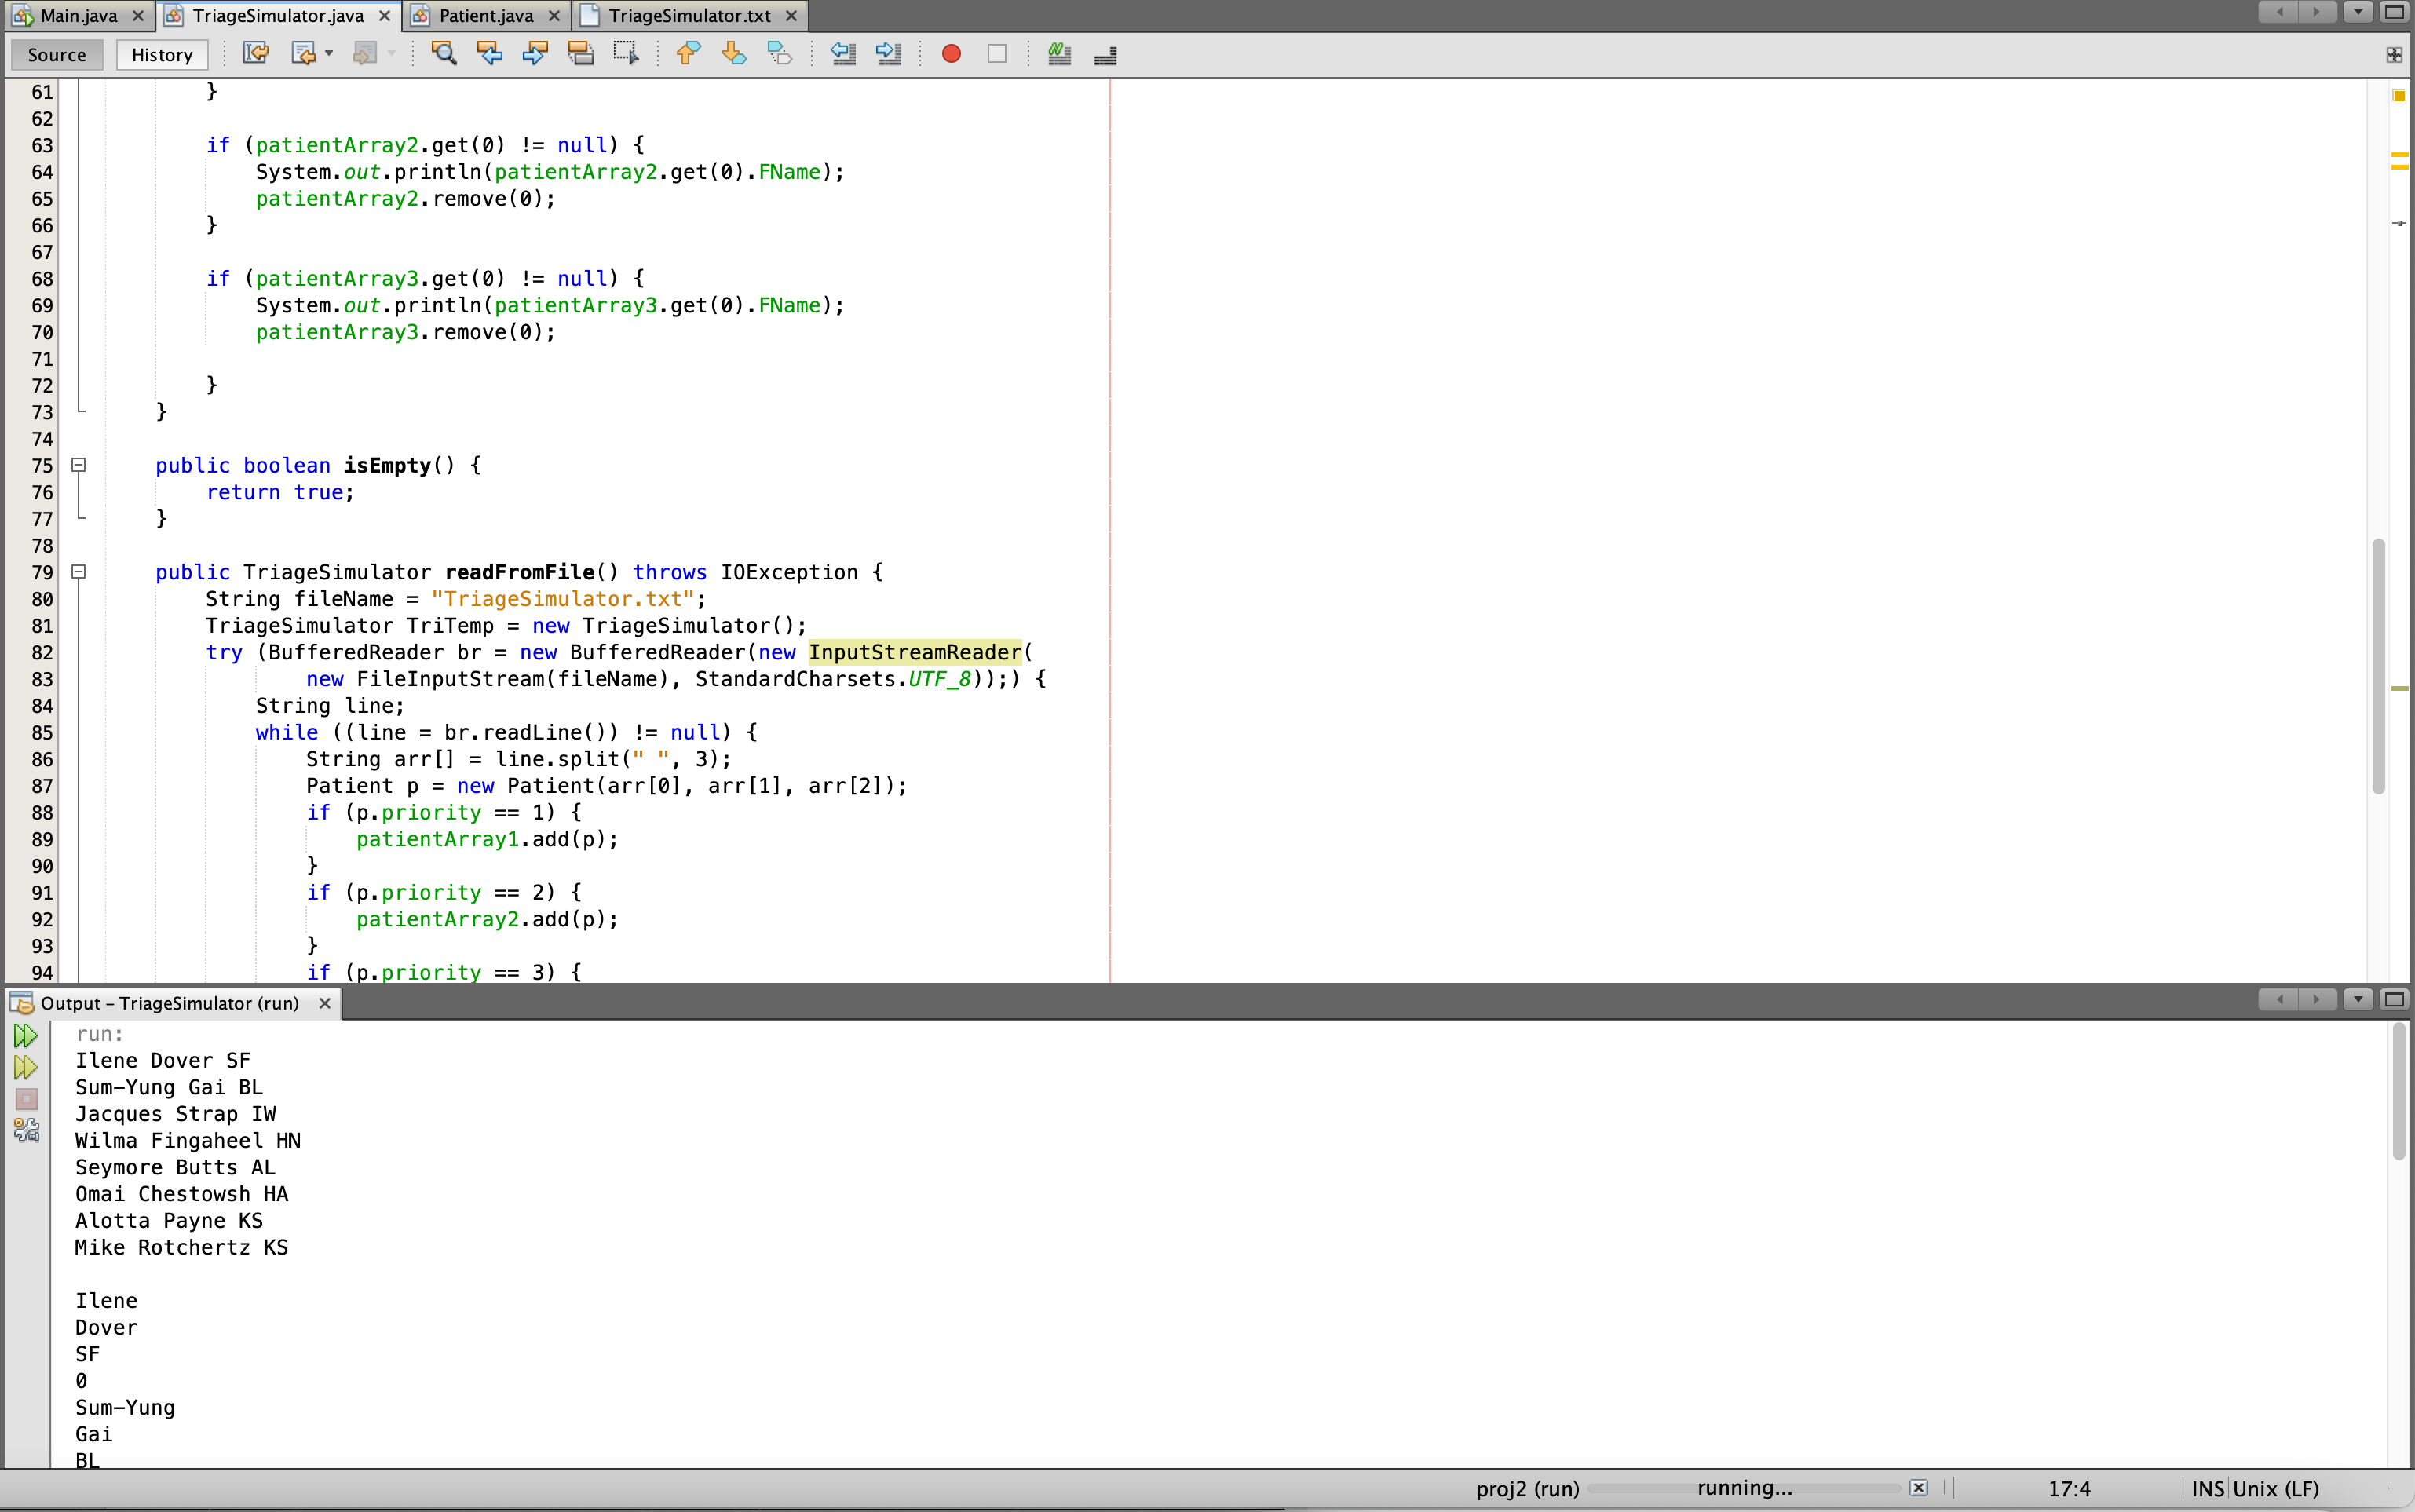 Main.java TriageSimulator.java Patient.java TriageSimulator.txt
Source History
61 }
62
63 if (patientArray2.get(0) != null) {
64 System.out.println(patientArray2.get(0).FName);
65 patientArray2.remove(0);
66 }
67
68 if (patientArray3.get(0) != null) {
69 System.out.println(patientArray3.get(0).FName);
70 patientArray3.remove(0);
71
72 }
73 }
74
75 public boolean isEmpty() {
76 return true;
77 }
78
79 public TriageSimulator readFromFile() throws IOException {
80 String fileName = "TriageSimulator.txt";
81 TriageSimulator TriTemp = new TriageSimulator();
82 try (BufferedReader br = new BufferedReader(new InputStreamReader(
83 new FileInputStream(fileName), StandardCharsets.UTF_8));) {
84 String line;
85 while ((line = br.readLine()) != null) {
86 String arr[] = line.split(" ", 3);
87 Patient p = new Patient(arr[0], arr[1], arr[2]);
88 if (p.priority == 1) {
89 patientArray1.add(p);
90 }
91 if (p.priority == 2) {
92 patientArray2.add(p);
93 }
94 if (p.priority == 3) {
Output - TriageSimulator (run)
run:
Ilene Dover SF
Sum-Yung Gai BL
Jacques Strap IW
Wilma Fingaheel HN
Seymore Butts AL
Omai Chestowsh HA
Alotta Payne KS
Mike Rotchertz KS
Ilene
Dover
SF
0
Sum-Yung
Gai
BL
proj2 (run) running... 17:4 INS Unix (LF)